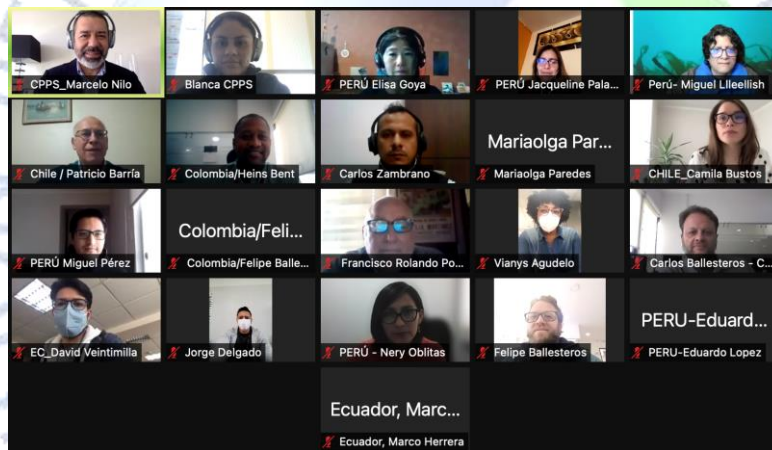 CPPS_Marcelo Nilo
Blanca CPPS
PERÚ Elisa Goya
PERÚ Jacqueline Pala...
Perú- Miguel Llleellish
Chile / Patricio Barría
Colombia/Heins Bent
Carlos Zambrano
Mariaolga Par...
Mariaolga Paredes
CHILE_Camila Bustos
PERÚ Miguel Pérez
Colombia/Feli...
Colombia/Felipe Balle...
Francisco Rolando Po...
Vianys Agudelo
Carlos Ballesteros - C...
EC_David Veintimilla
Jorge Delgado
PERÚ - Nery Oblitas
Felipe Ballesteros
PERU-Eduard...
PERU-Eduardo Lopez
Ecuador, Marc...
Ecuador, Marco Herrera